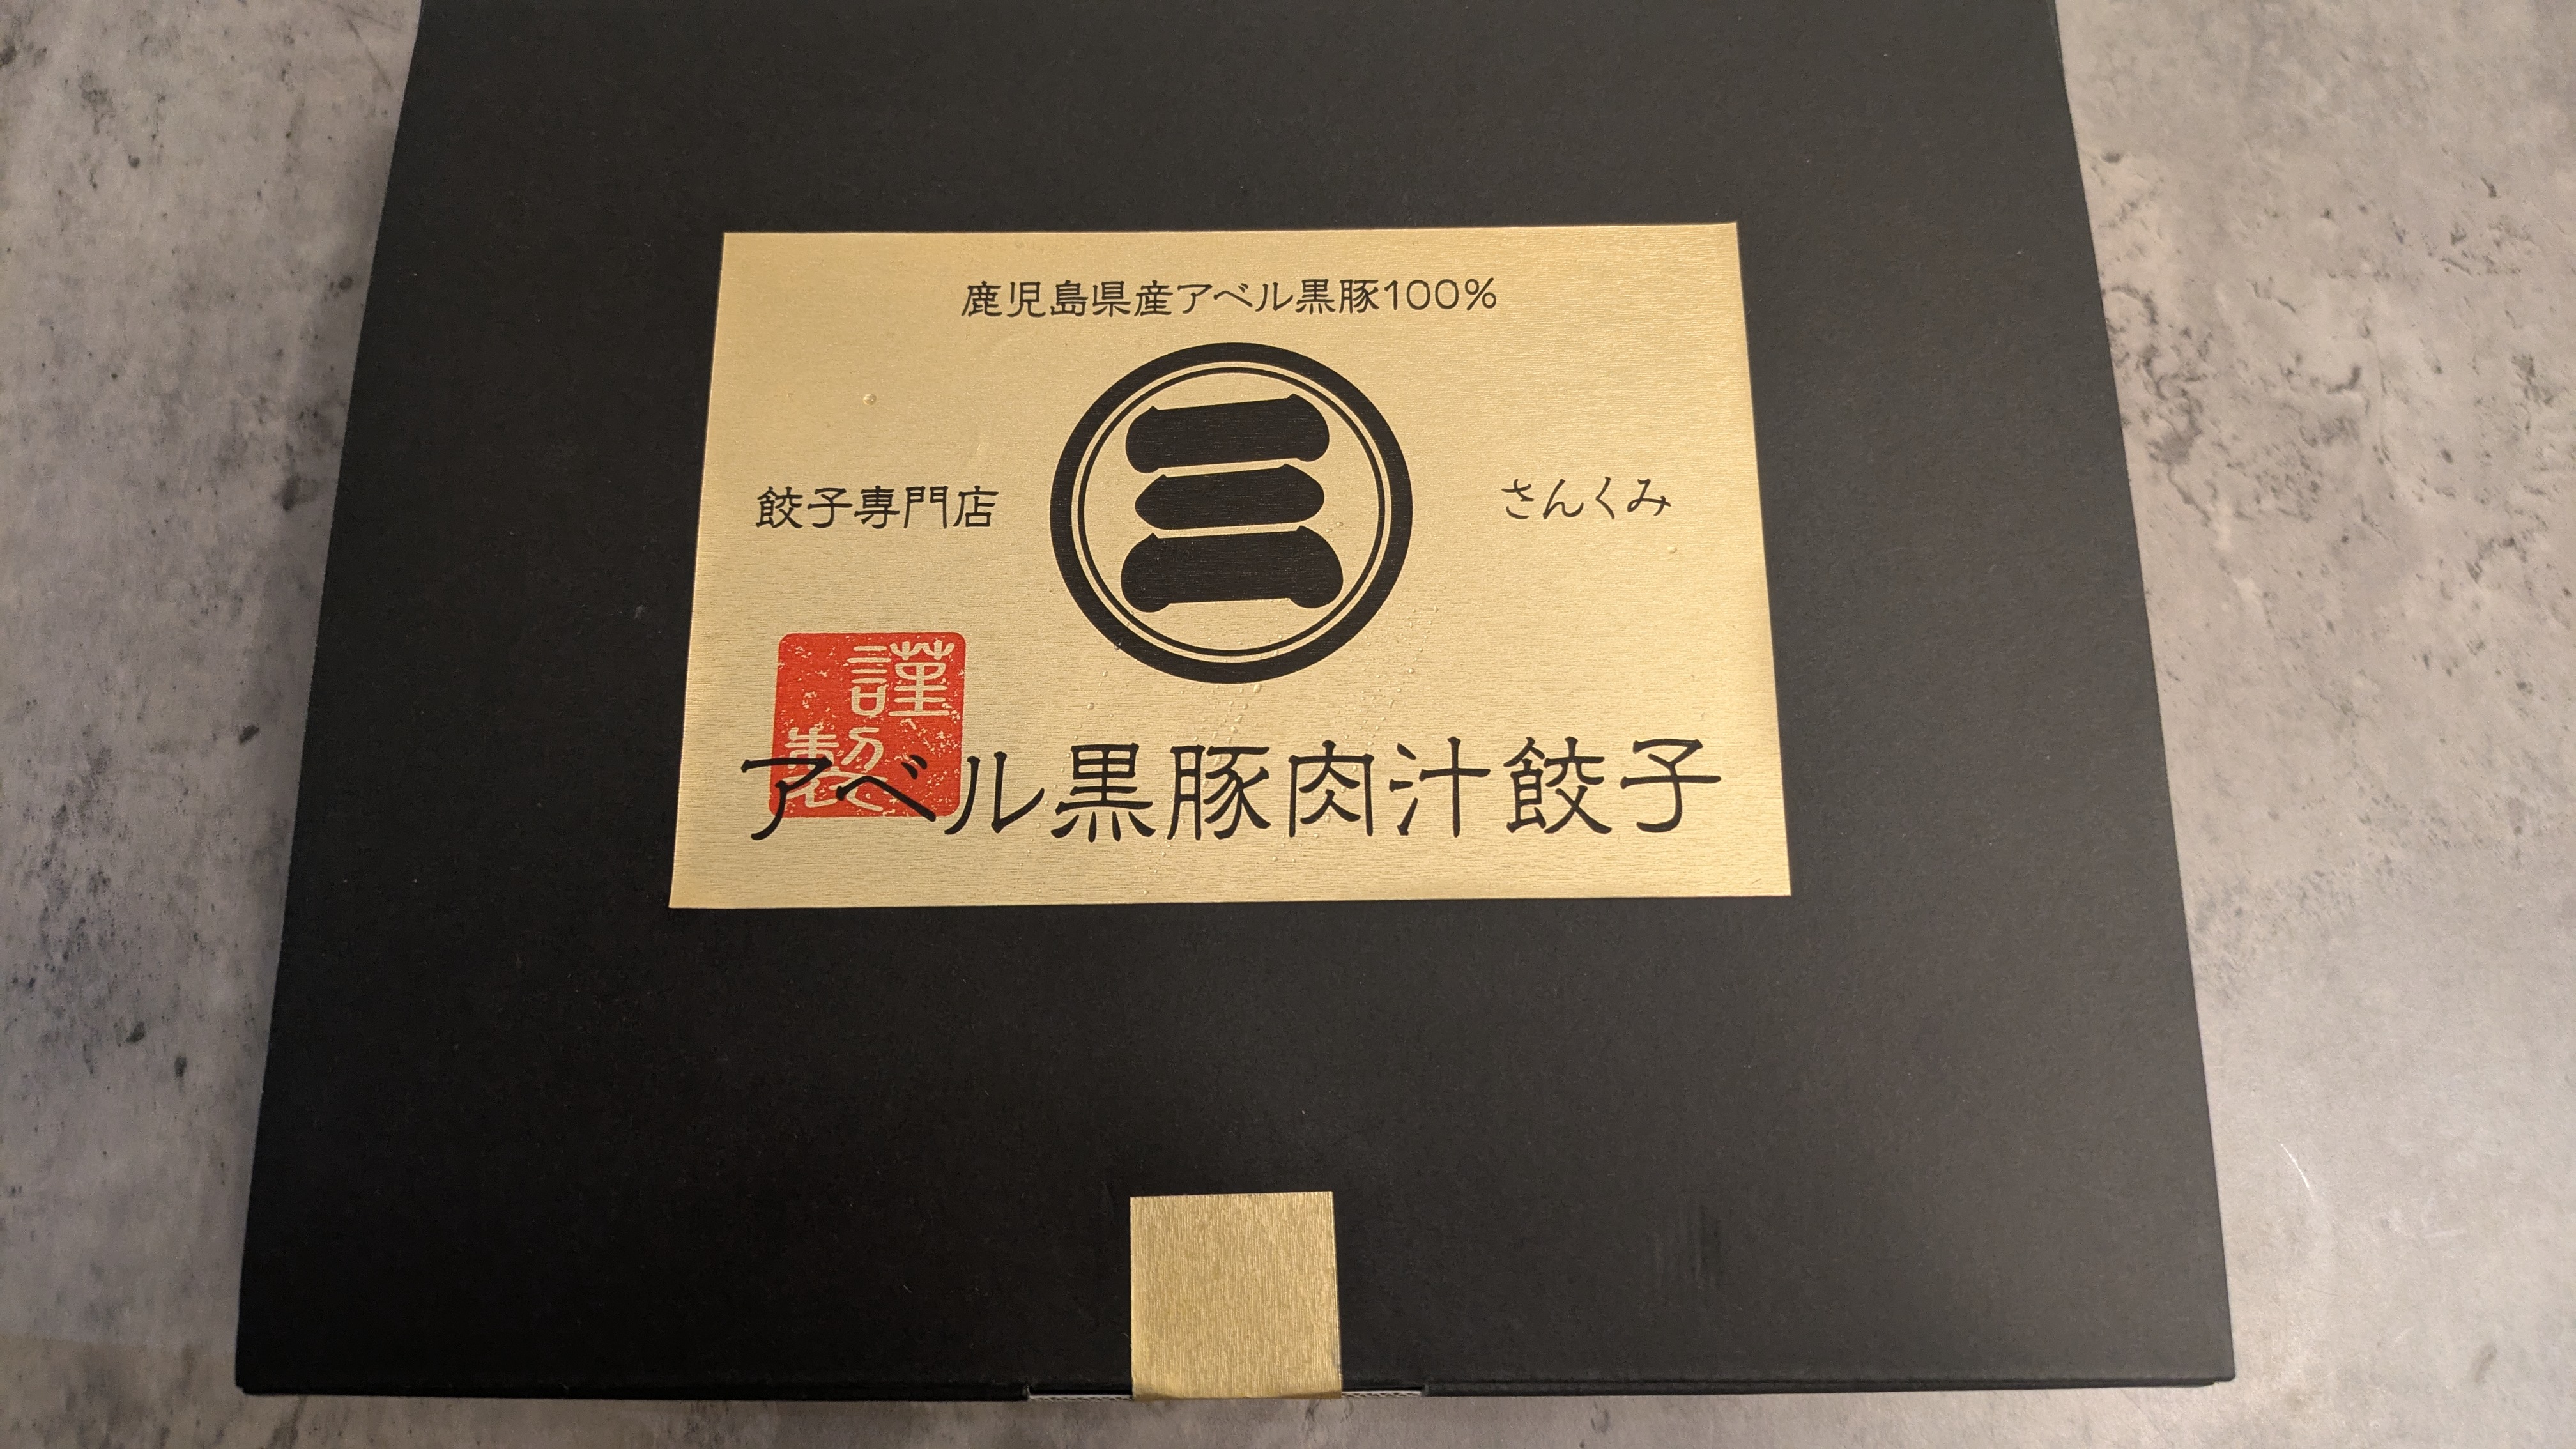 鹿児島県産アベル黒豚100%
三
餃子専門店
さんくみ
謹製
アベル黒豚肉汁餃子